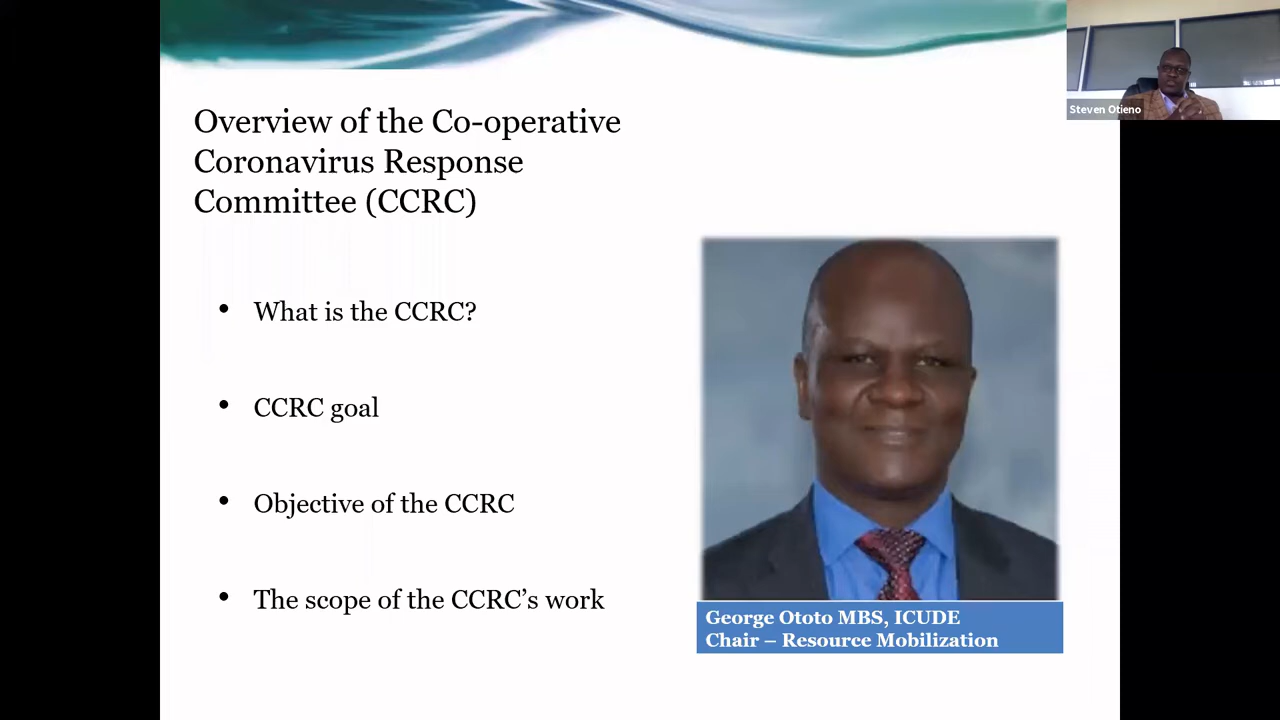 Overview of the Co-operative
Coronavirus Response
Committee (CCRC)
• What is the CCRC?
• CCRC goal
• Objective of the CCRC
• The scope of the CCRC’s work
George Ototo MBS, ICUDE
Chair – Resource Mobilization
Steven Otieno